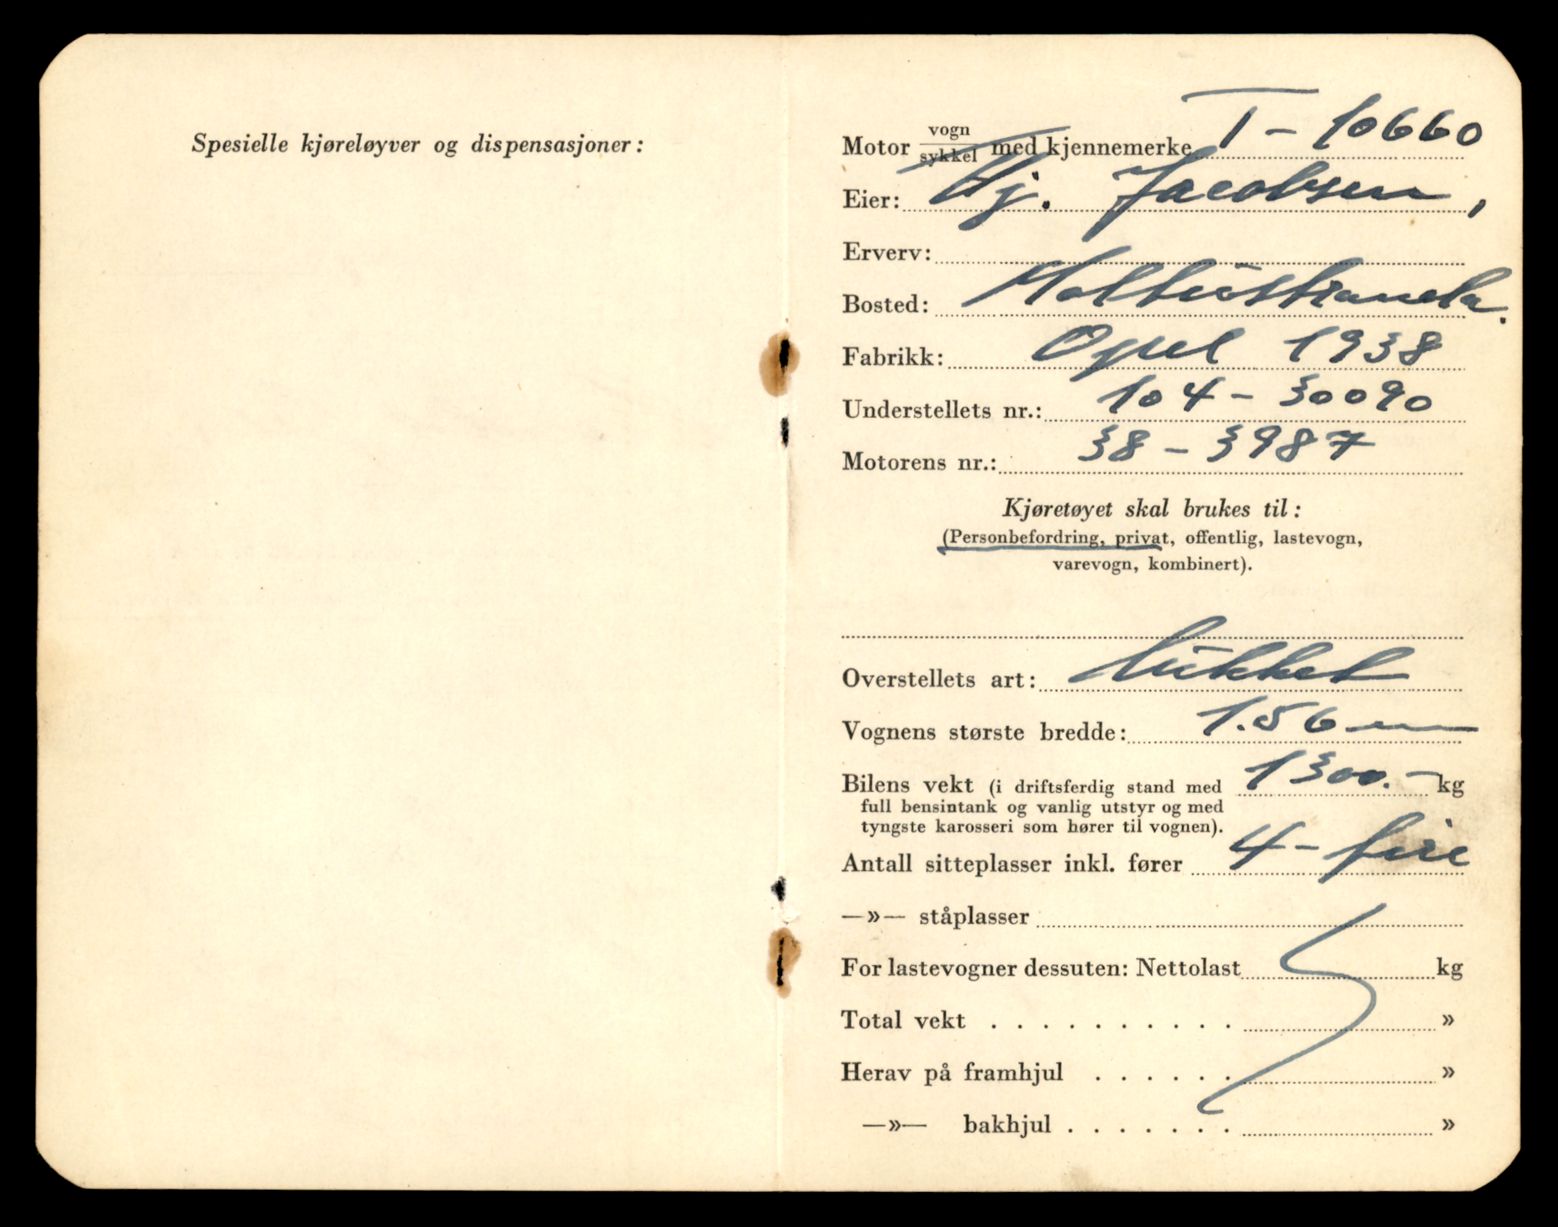 Spesielle kjøreløyver og dispensasjoner:
Motor vogn/sykkel med kjennemerke T-10660
Eier: Hj. Jacobsen,
Erverv:
Bosted:
Fabrikk: Opel 1938
Understellets nr.: 104-30090
Motorens nr.: 38-3987
Kjøretøyet skal brukes til:
(Personbefordring, privat, offentlig, lastevogn,
varevogn, kombinert).
Overstellets art: lukket
Vognens største bredde: 1.56 m
Bilens vekt (i driftsferdig stand med 1300.- kg
full bensintank og vanlig utstyr og med
tyngste karosseri som hører til vognen).
Antall sitteplasser inkl. fører 4- fire
—»— ståplasser
For lastevogner dessuten: Nettolast kg
Total vekt . . . . . . . . . . »
Herav på framhjul . . . . . . »
—»— bakhjul . . . . . . . »